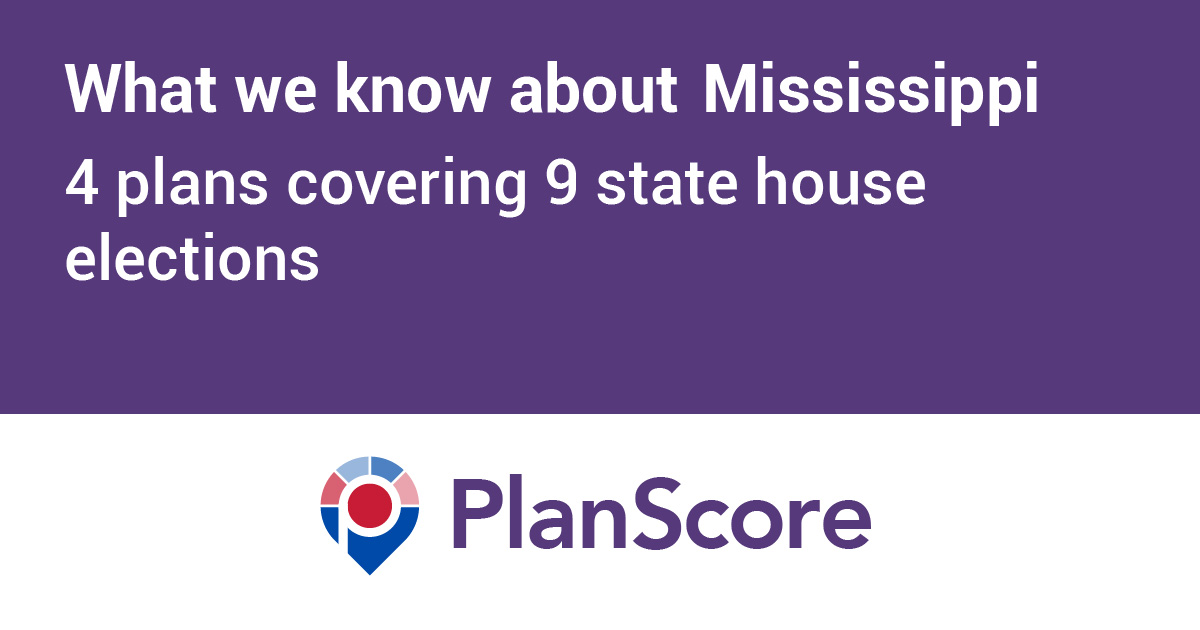 What we know about Mississippi
4 plans covering 9 state house
elections
PlanScore